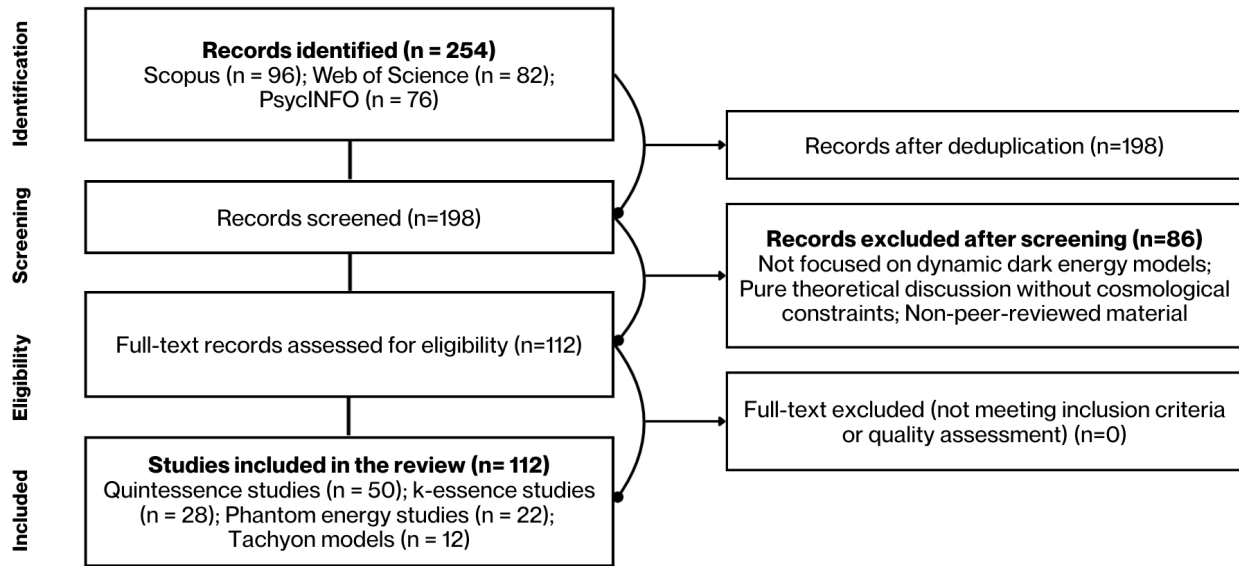 Identification
Records identified (n = 254)
Scopus (n = 96); Web of Science (n = 82);
PsycINFO (n = 76)
Records after deduplication (n=198)
Screening
Records screened (n=198)
Records excluded after screening (n=86)
Not focused on dynamic dark energy models;
Pure theoretical discussion without cosmological
constraints; Non-peer-reviewed material
Eligibility
Full-text records assessed for eligibility (n=112)
Full-text excluded (not meeting inclusion criteria
or quality assessment) (n=0)
Included
Studies included in the review (n= 112)
Quintessence studies (n = 50); k-essence studies
(n = 28); Phantom energy studies (n = 22);
Tachyon models (n = 12)